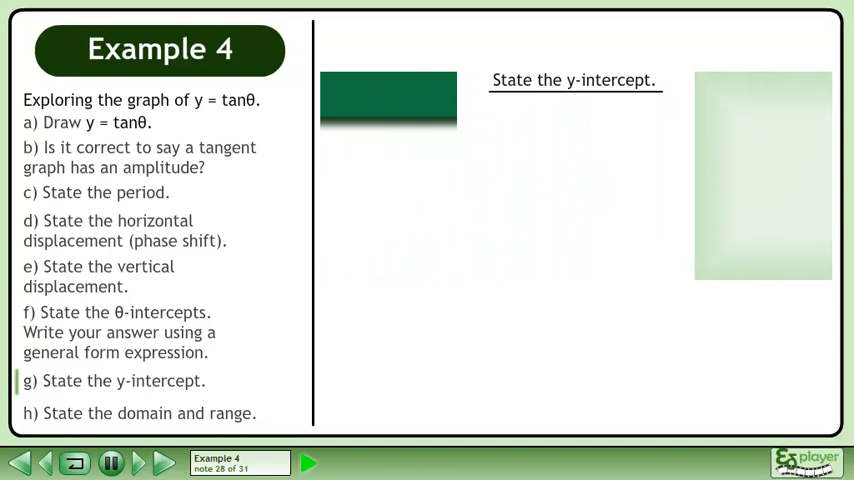 Example 4
Exploring the graph of y = tanθ.
a) Draw y = tanθ.
b) Is it correct to say a tangent
graph has an amplitude?
c) State the period.
d) State the horizontal
displacement (phase shift).
e) State the vertical
displacement.
f) State the θ-intercepts.
Write your answer using a
general form expression.
g) State the y-intercept.
h) State the domain and range.
State the y-intercept.
Example 4
note 28 of 31
player